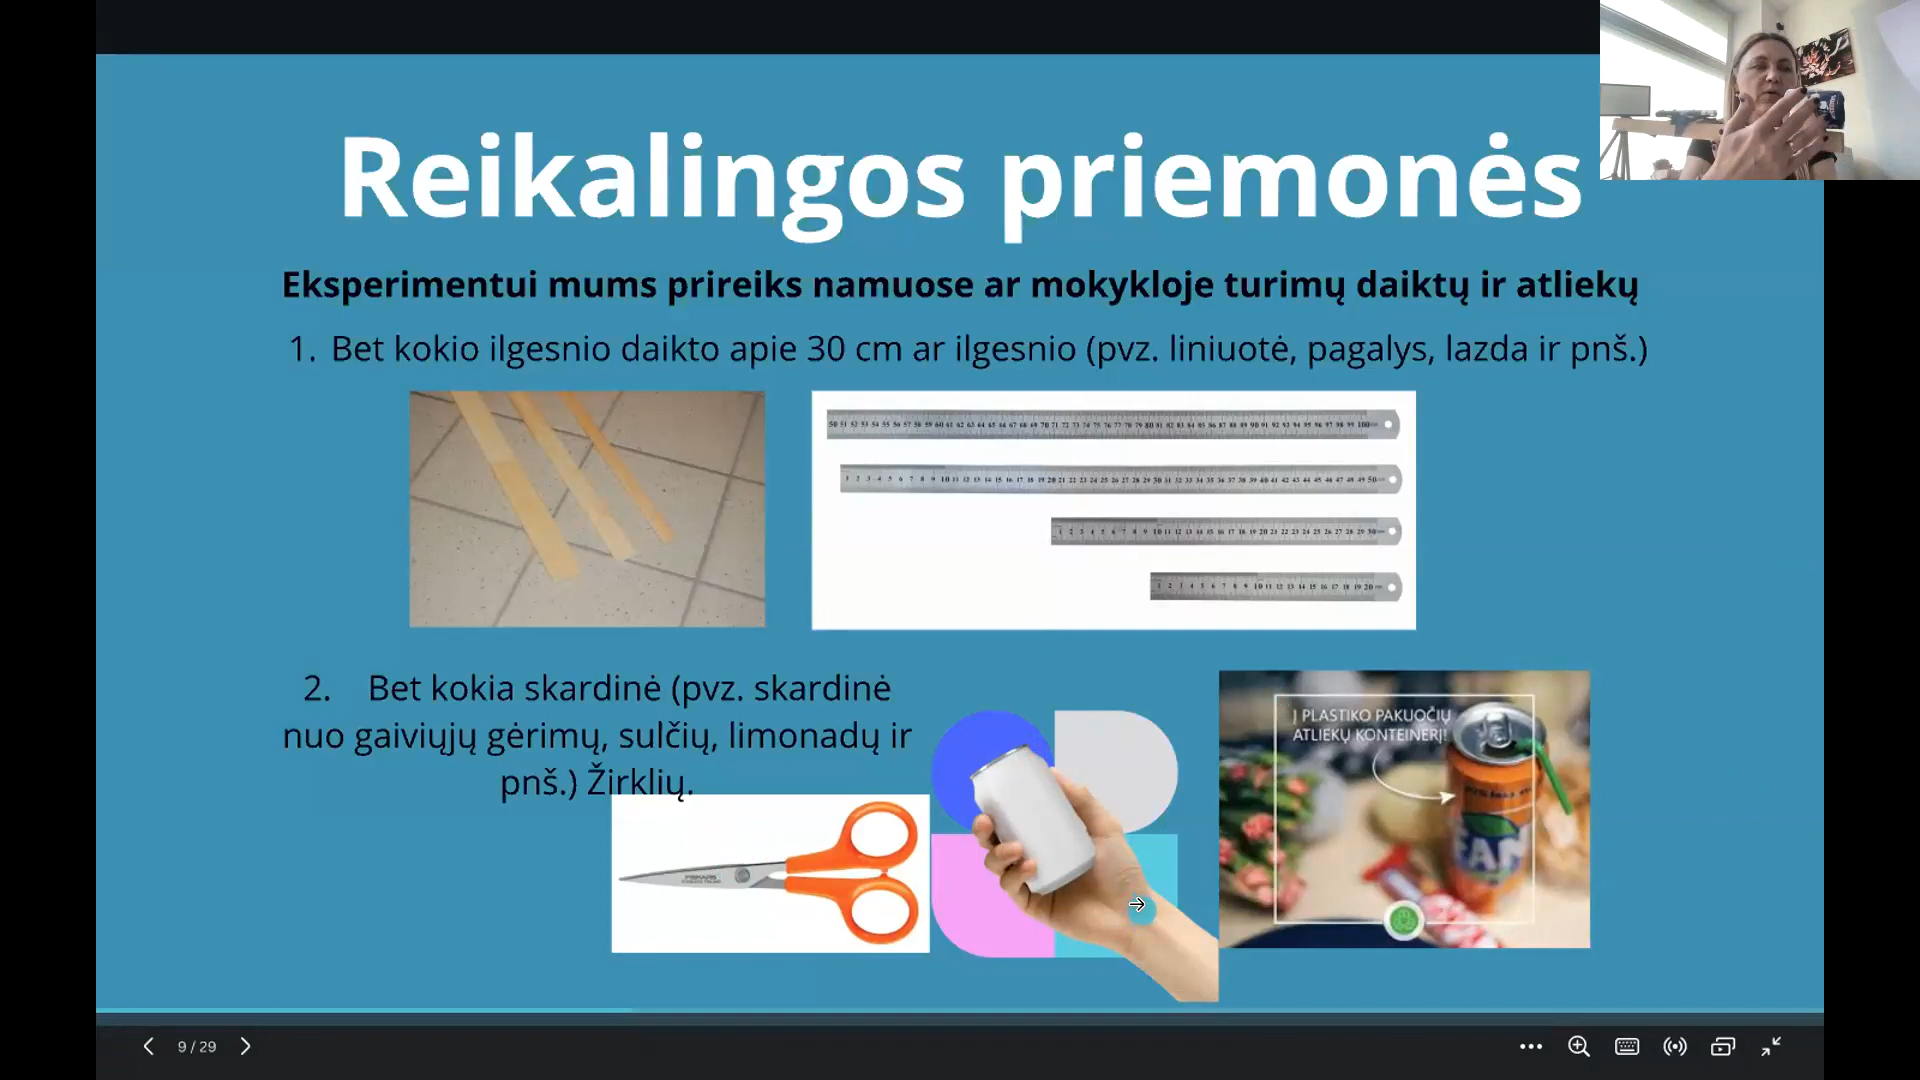 Reikalingos priemonės
Eksperimentui mums prireiks namuose ar mokykloje turimų daiktų ir atliekų
1. Bet kokio ilgesnio daikto apie 30 cm ar ilgesnio (pvz. liniuotė, pagalys, lazda ir pnš.)
2. Bet kokia skardinė (pvz. skardinė
nuo gaiviųjų gėrimų, sulčių, limonadų ir
pnš.) Žirklių.
Į PLASTIKO PAKUOČIŲ
ATLIEKŲ KONTEINERĮ!
FISKARS
FAN
9 / 29